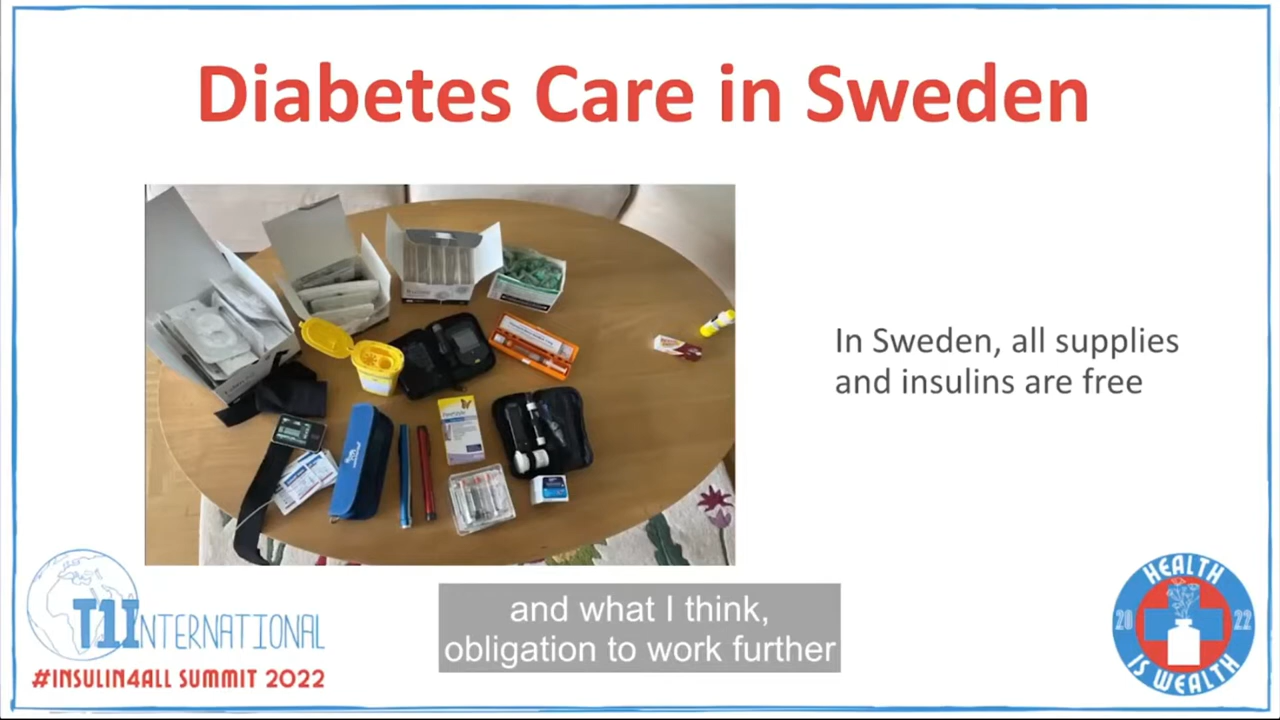 Diabetes Care in Sweden
In Sweden, all supplies
and insulins are free
and what I think,
obligation to work further
T1INTERNATIONAL
#INSULIN4ALL SUMMIT 2022
HEALTH
20 22
IS WEALTH